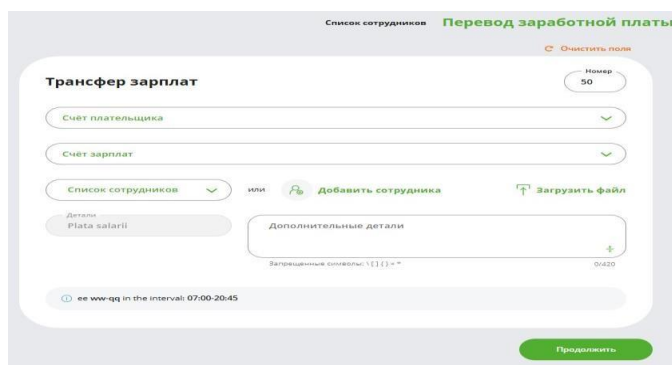 Список сотрудников Перевод заработной платы
Очистить поля
Трансфер зарплат
Номер
50
Счёт плательщика
Счёт зарплат
Список сотрудников или Добавить сотрудника Загрузить файл
Детали
Plata salarii
Дополнительные детали
Запрещенные символы: \ [ ] { } + *
0/420
ee ww-qq in the interval: 07:00-20:45
Продолжить